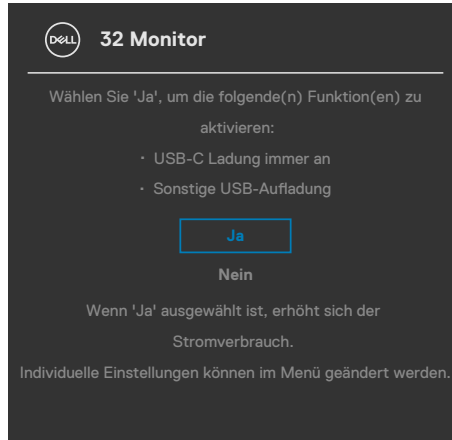 DELL 32 Monitor
Wählen Sie 'Ja', um die folgende(n) Funktion(en) zu
aktivieren:
· USB-C Ladung immer an
· Sonstige USB-Aufladung
Ja
Nein
Wenn 'Ja' ausgewählt ist, erhöht sich der
Stromverbrauch.
Individuelle Einstellungen können im Menü geändert werden.